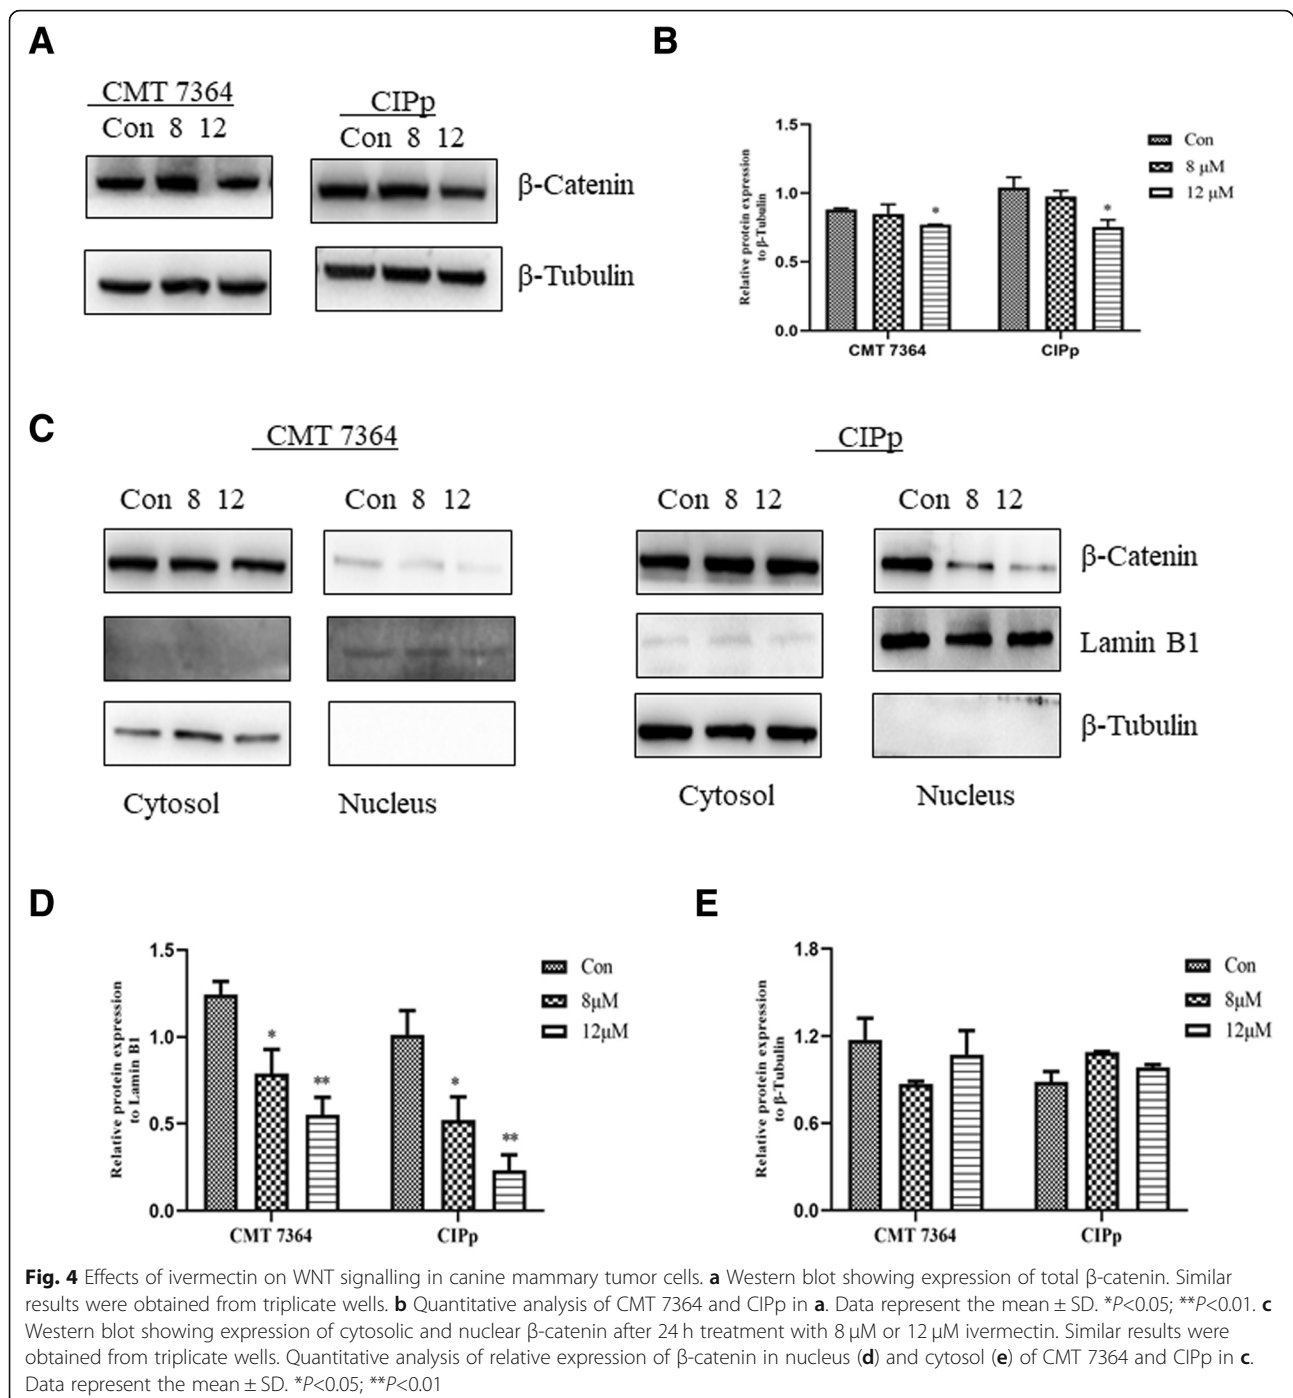 A
CMT 7364
Con 8 12
CIPp
Con 8 12
β-Catenin
β-Tubulin
B
Relative protein expression
to β-Tubulin
1.5
1.0
0.5
0.0
*
*
CMT 7364
CIPp
Con
8 μM
12 μM
C
CMT 7364
CIPp
Con 8 12
Con 8 12
Con 8 12
Con 8 12
β-Catenin
Lamin B1
β-Tubulin
Cytosol
Nucleus
Cytosol
Nucleus
D
Relative protein expression
to Lamin B1
1.5
1.0
0.5
0.0
*
**
*
**
CMT 7364
CIPp
Con
8μM
12μM
E
Relative protein expression
to β-Tubulin
1.8
1.2
0.6
0.0
CMT 7364
CIPp
Con
8μM
12μM
Fig. 4 Effects of ivermectin on WNT signalling in canine mammary tumor cells. a Western blot showing expression of total β-catenin. Similar
results were obtained from triplicate wells. b Quantitative analysis of CMT 7364 and CIPp in a. Data represent the mean ± SD. *P<0.05; **P<0.01. c
Western blot showing expression of cytosolic and nuclear β-catenin after 24 h treatment with 8 μM or 12 μM ivermectin. Similar results were
obtained from triplicate wells. Quantitative analysis of relative expression of β-catenin in nucleus (d) and cytosol (e) of CMT 7364 and CIPp in c.
Data represent the mean ± SD. *P<0.05; **P<0.01